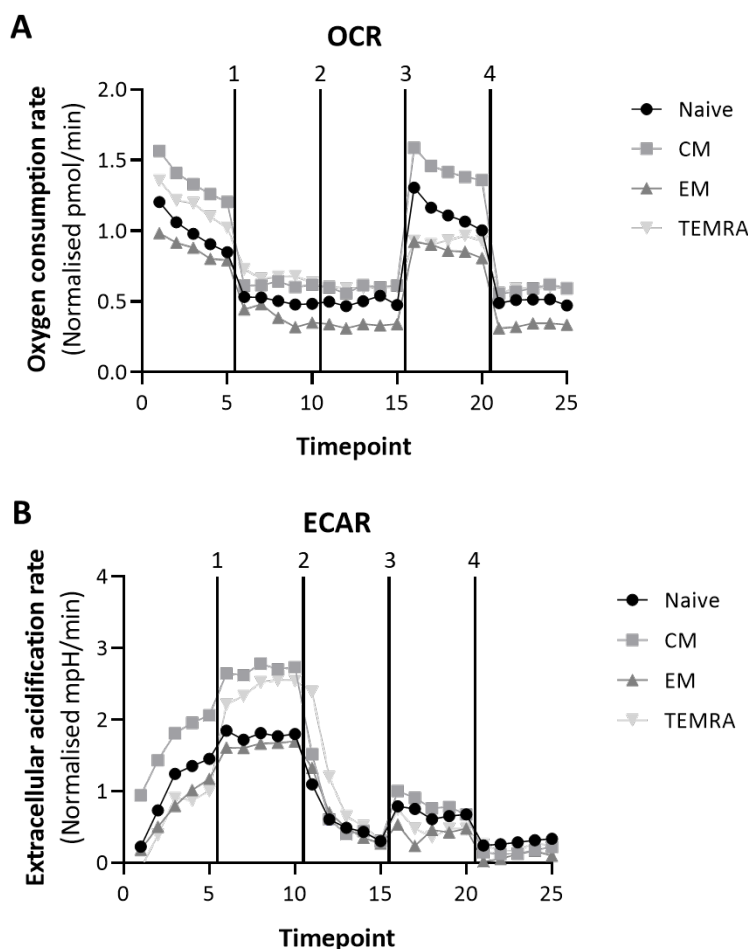 A
OCR
1 2 3 4
2.0
1.5
1.0
0.5
0.0
0 5 10 15 20 25
Oxygen consumption rate
(Normalised pmol/min)
Timepoint
Naive
CM
EM
TEMRA
B
ECAR
1 2 3 4
4
3
2
1
0
0 5 10 15 20 25
Extracellular acidification rate
(Normalised mpH/min)
Timepoint
Naive
CM
EM
TEMRA